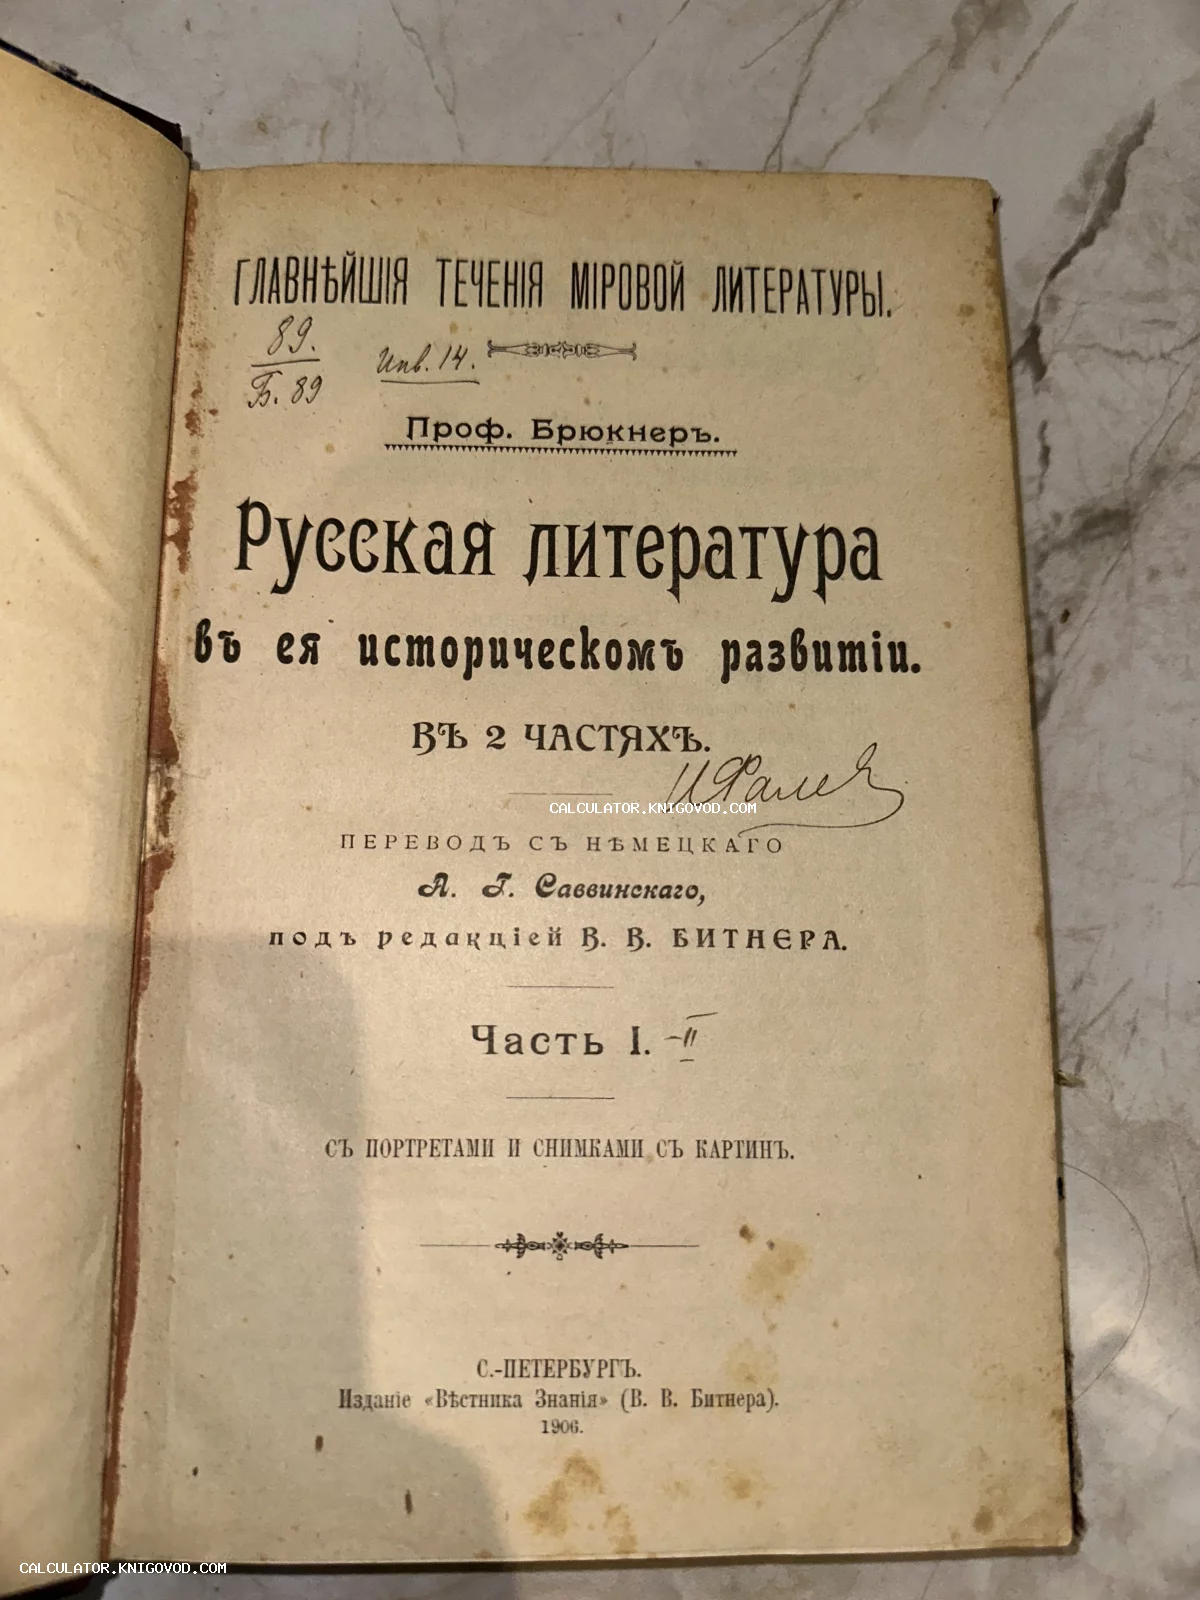 ГЛАВНѢЙШІЯ ТЕЧЕНІЯ МІРОВОЙ ЛИТЕРАТУРЫ.
89.
Б. 89
Инв. 14.
Проф. Брюкнеръ.
Русская литература
въ ея историческомъ развитіи.
ВЪ 2 ЧАСТЯХЪ.
CALCULATOR.KNIGOVOD.COM
ПЕРЕВОДЪ СЪ НѢМЕЦКАГО
А. Г. Саввинскаго,
подъ редакціей В. В. БИТНЕРА.
Часть I. –II
СЪ ПОРТРЕТАМИ И СНИМКАМИ СЪ КАРТИНЪ.
С.-ПЕТЕРБУРГЪ.
Изданіе «Вѣстника Знанія» (В. В. Битнера).
1906.
CALCULATOR.KNIGOVOD.COM